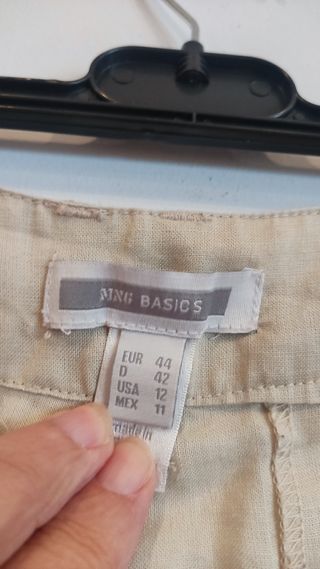 MNG BASICS
EUR 44
D 42
USA 12
MEX 11